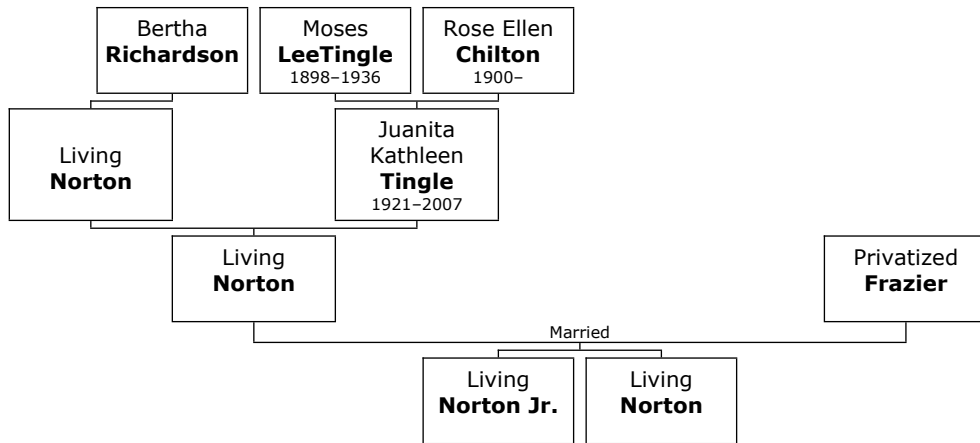 Bertha
Richardson
Moses
LeeTingle
1898–1936
Rose Ellen
Chilton
1900–
Living
Norton
Juanita
Kathleen
Tingle
1921–2007
Living
Norton
Privatized
Frazier
Married
Living
Norton Jr.
Living
Norton